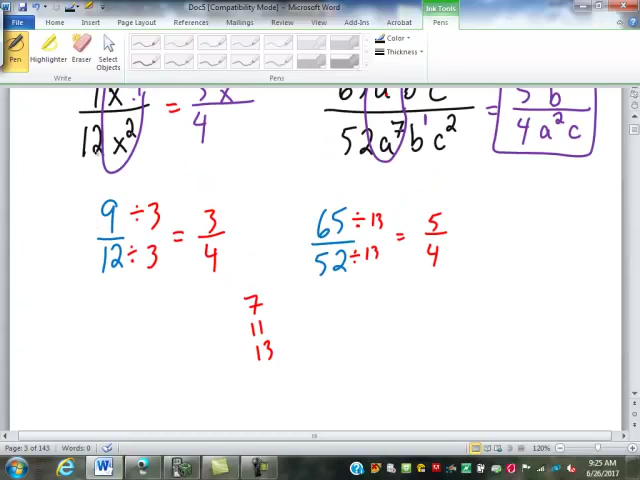 Doc5 [Compatibility Mode] - Microsoft Word
Ink Tools
File Home Insert Page Layout References Mailings Review View Add-Ins Acrobat Pens
Pen Highlighter Eraser Select Objects
Color
Thickness
Write Pens
12x² = 4
52a⁷b¹c² = 4a²c
9 ÷3 = 3
12 ÷3 4
65 ÷13 = 5
52 ÷13 4
7
11
13
Page: 3 of 143 Words: 0 120%
9:25 AM
6/26/2017